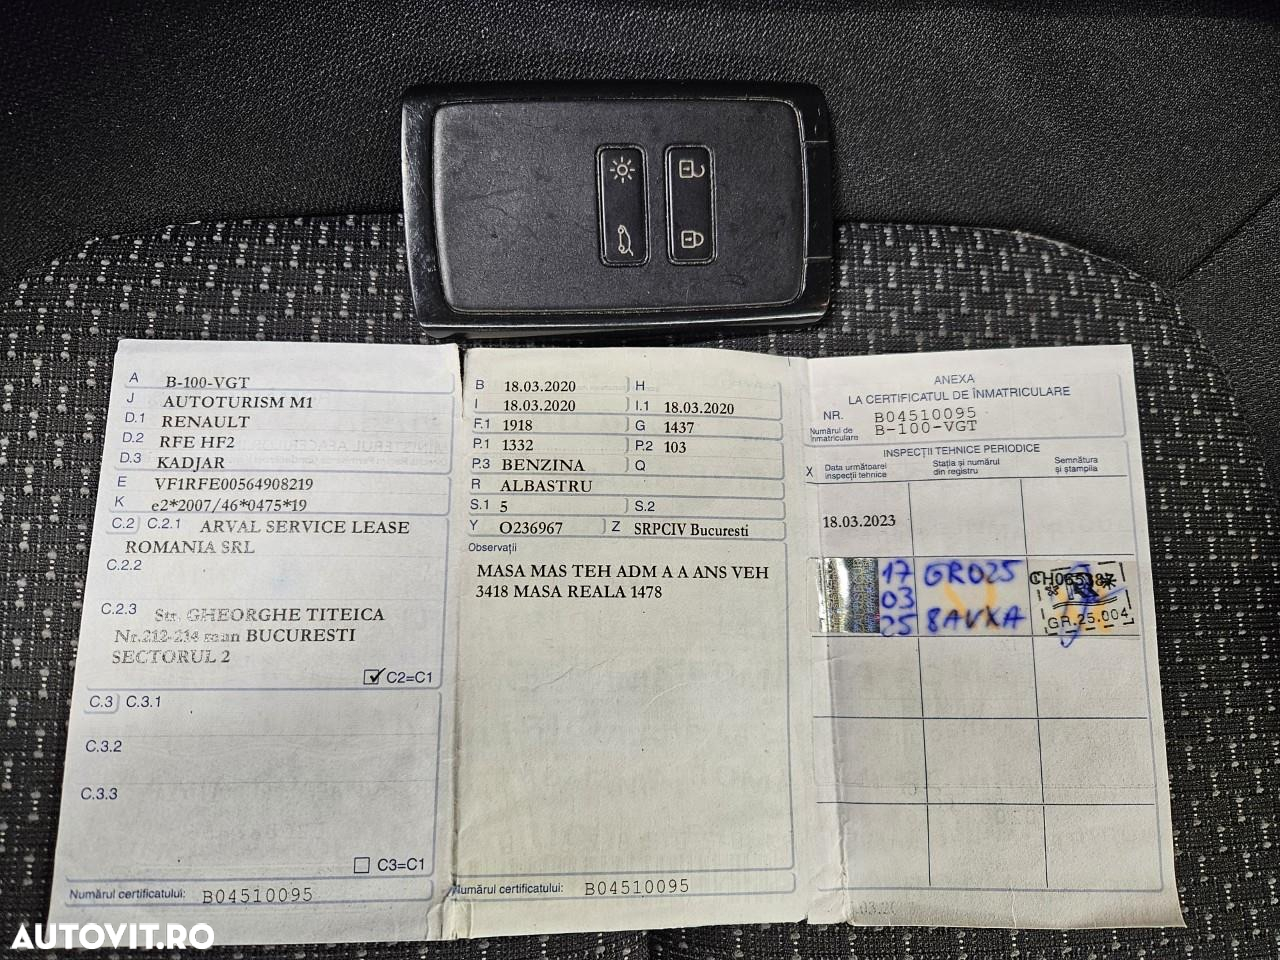 A B-100-VGT
J AUTOTURISM M1
D.1 RENAULT
D.2 RFE HF2
D.3 KADJAR
E VF1RFE00564908219
K e2*2007/46*0475*19
C.2 C.2.1 ARVAL SERVICE LEASE
ROMANIA SRL
C.2.2
C.2.3 Str. GHEORGHE TITEICA
Nr.212-214 BUCURESTI
SECTORUL 2
C2=C1
C.3 C.3.1
C.3.2
C.3.3
C3=C1
Numărul certificatului: B04510095
B 18.03.2020 H
I 18.03.2020 I.1 18.03.2020
F.1 1918 G 1437
P.1 1332 P.2 103
P.3 BENZINA Q
R ALBASTRU
S.1 5 S.2
Y O236967 Z SRPCIV Bucuresti
Observații
MASA MAS TEH ADM A A ANS VEH
3418 MASA REALA 1478
Numărul certificatului: B04510095
ANEXA
LA CERTIFICATUL DE ÎNMATRICULARE
NR. B04510095
Numărul de înmatriculare B-100-VGT
INSPECȚII TEHNICE PERIODICE
X Data următoarei inspecții tehnice Stația și numărul din registru Semnătura și ștampila
18.03.2023
17 GR025
03
25 8AVXA
GR.25.004
AUTOVIT.RO